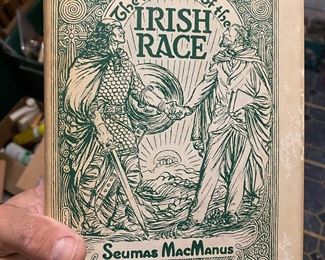 The of the
IRISH
RACE
Seumas MacManus